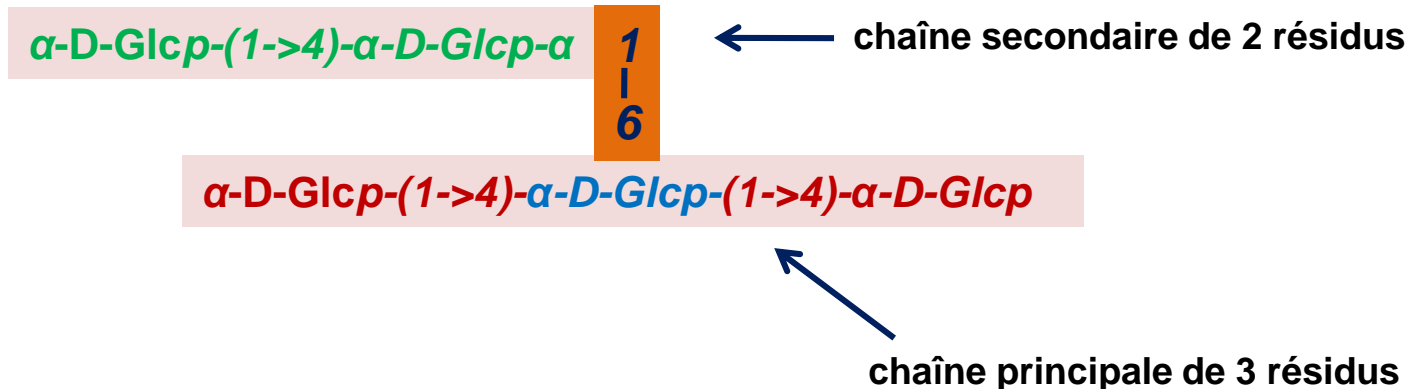 α-D-Glcp-(1->4)-α-D-Glcp-α 1 chaîne secondaire de 2 résidus
6
α-D-Glcp-(1->4)-α-D-Glcp-(1->4)-α-D-Glcp
chaîne principale de 3 résidus